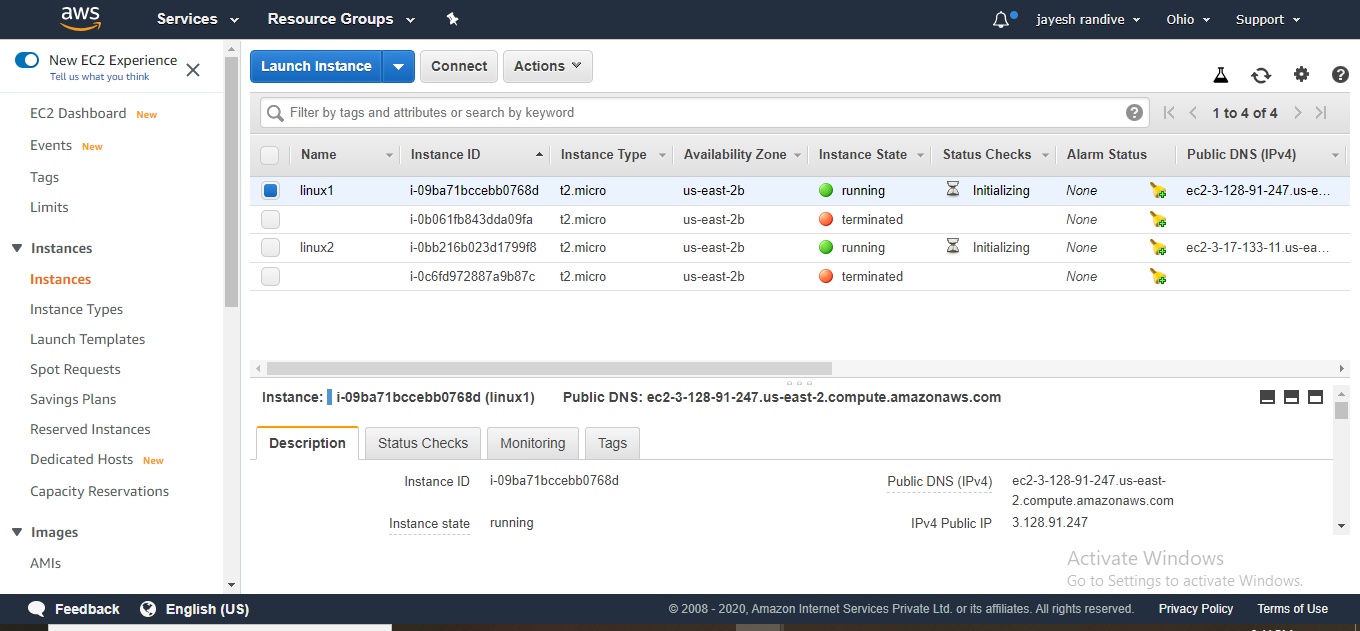 aws Services Resource Groups jayesh randive Ohio Support
New EC2 Experience
Tell us what you think
EC2 Dashboard New
Events New
Tags
Limits
Instances
Instances
Instance Types
Launch Templates
Spot Requests
Savings Plans
Reserved Instances
Dedicated Hosts New
Capacity Reservations
Images
AMIs
Launch Instance Connect Actions
Filter by tags and attributes or search by keyword 1 to 4 of 4
Name Instance ID Instance Type Availability Zone Instance State Status Checks Alarm Status Public DNS (IPv4)
linux1 i-09ba71bccebb0768d t2.micro us-east-2b running Initializing None ec2-3-128-91-247.us-e...
i-0b061fb843dda09fa t2.micro us-east-2b terminated None
linux2 i-0bb216b023d1799f8 t2.micro us-east-2b running Initializing None ec2-3-17-133-11.us-ea...
i-0c6fd972887a9b87c t2.micro us-east-2b terminated None
Instance: i-09ba71bccebb0768d (linux1) Public DNS: ec2-3-128-91-247.us-east-2.compute.amazonaws.com
Description Status Checks Monitoring Tags
Instance ID i-09ba71bccebb0768d Public DNS (IPv4) ec2-3-128-91-247.us-east-
2.compute.amazonaws.com
Instance state running IPv4 Public IP 3.128.91.247
Activate Windows
Go to Settings to activate Windows.
Feedback English (US) © 2008 - 2020, Amazon Internet Services Private Ltd. or its affiliates. All rights reserved. Privacy Policy Terms of Use